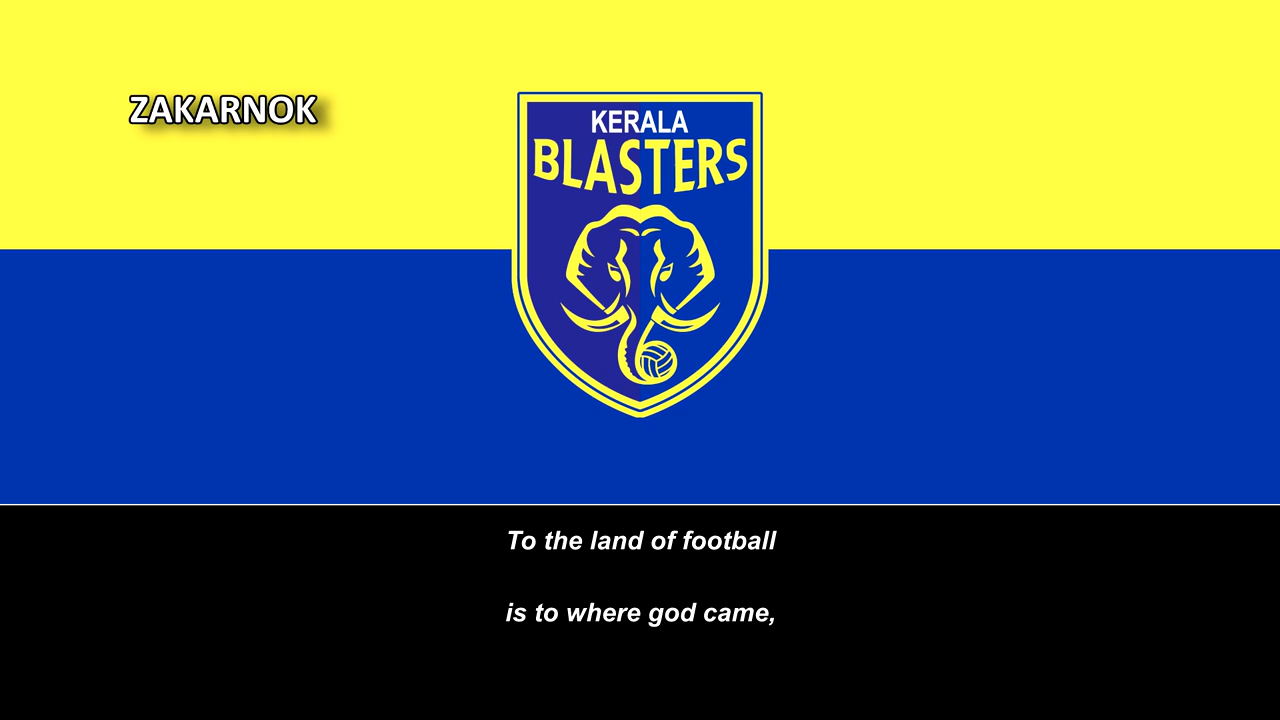 ZAKARNOK
KERALA
BLASTERS
To the land of football
is to where god came,